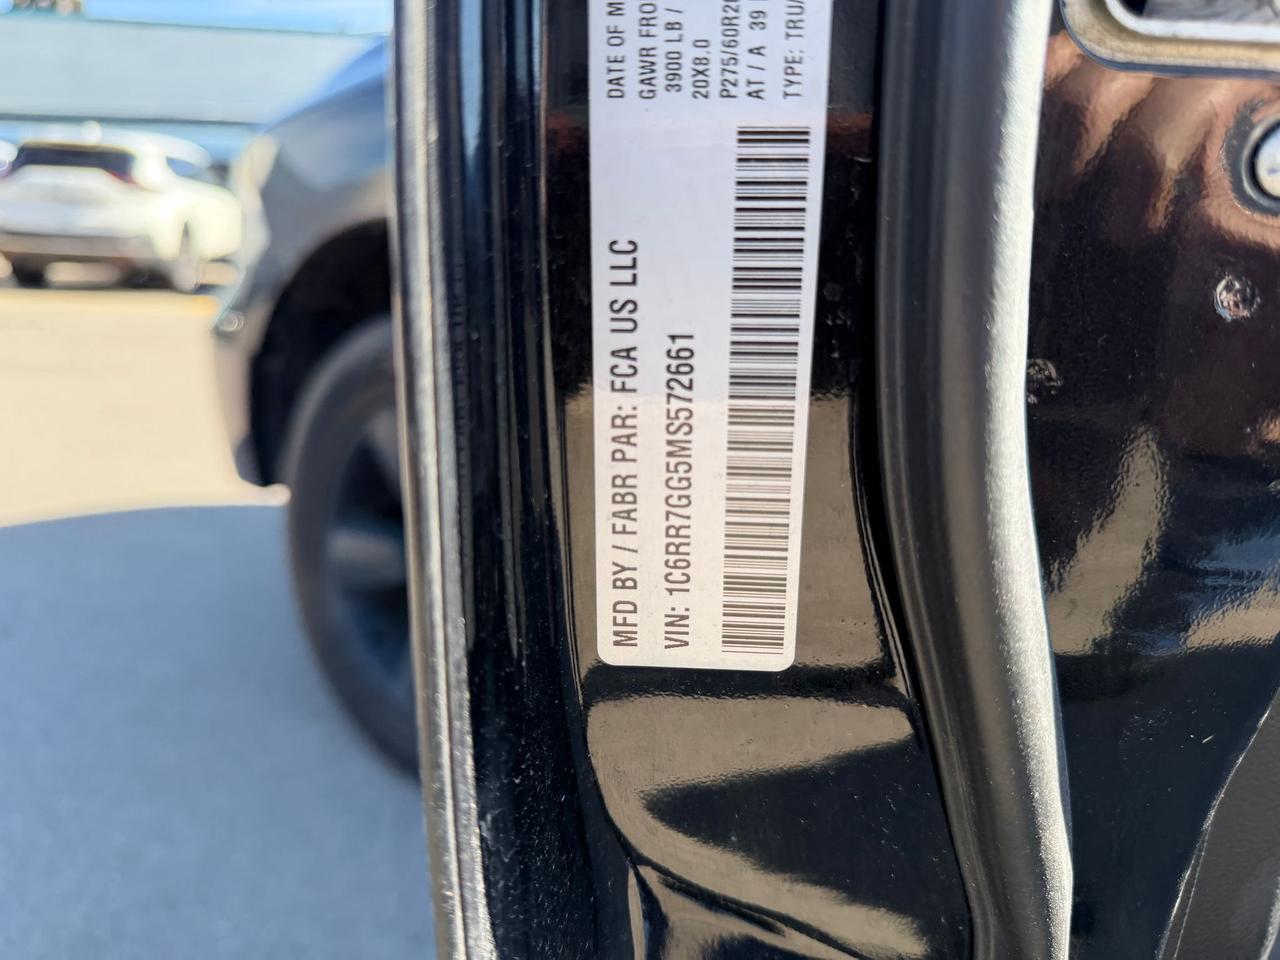 MFD BY / FABR PAR: FCA US LLC
VIN: 1C6RR7GG5MS572661
DATE OF M
GAWR FRO
3900 LB /
20X8.0
P275/60R20
AT / A 39
TYPE: TRU